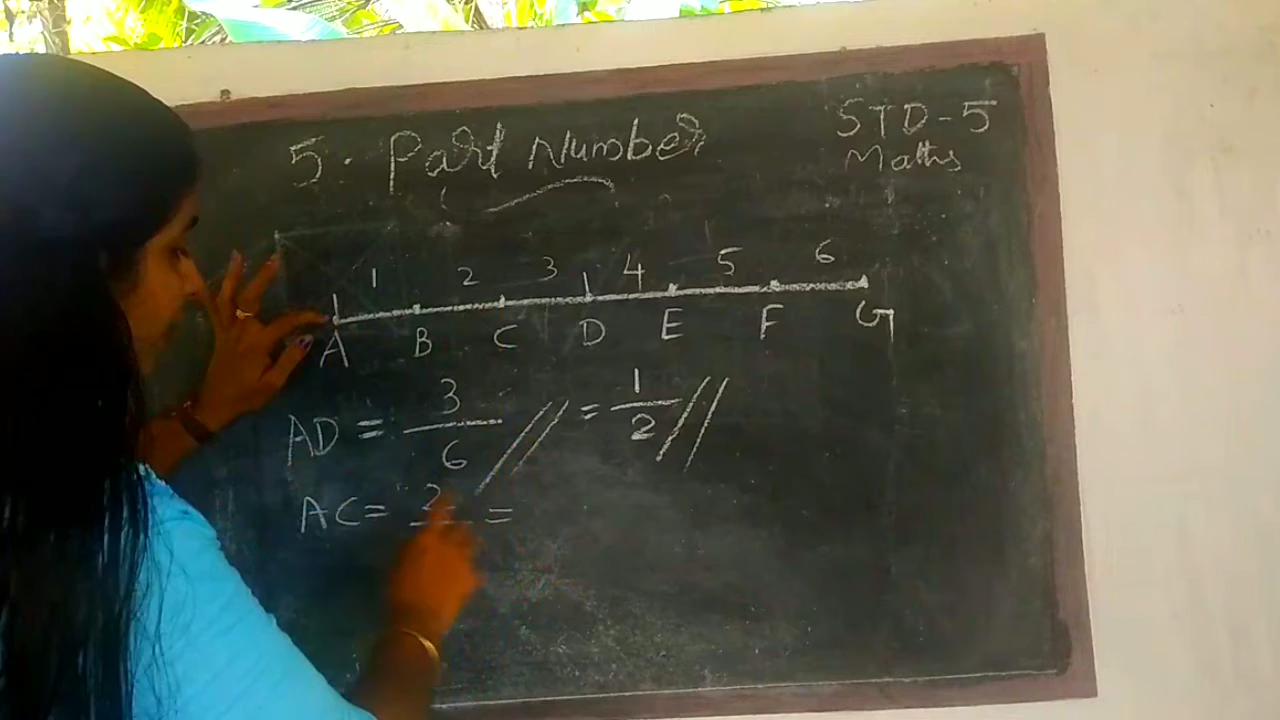 STD-5
Maths
5. Part Number
1 2 3 4 5 6
A B C D E F G
AD = 3/6 // = 1/2 //
AC = 2 =